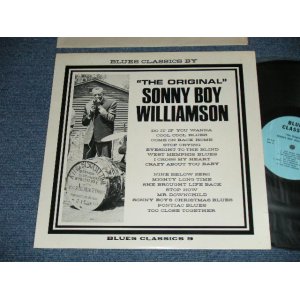 BLUES CLASSICS BY
"THE ORIGINAL"
SONNY BOY
WILLIAMSON
DO IT IF YOU WANNA
COOL COOL BLUES
COME ON BACK HOME
STOP CRYING
EYESIGHT TO THE BLIND
WEST MEMPHIS BLUES
I CROSS MY HEART
CRAZY ABOUT YOU BABY
NINE BELOW ZERO
MIGHTY LONG TIME
SHE BROUGHT LIFE BACK
STOP NOW
MR. DOWNCHILD
SONNY BOY'S CHRISTMAS BLUES
PONTIAC BLUES
TOO CLOSE TOGETHER
BLUES CLASSICS 9
BLUES
CLASSICS